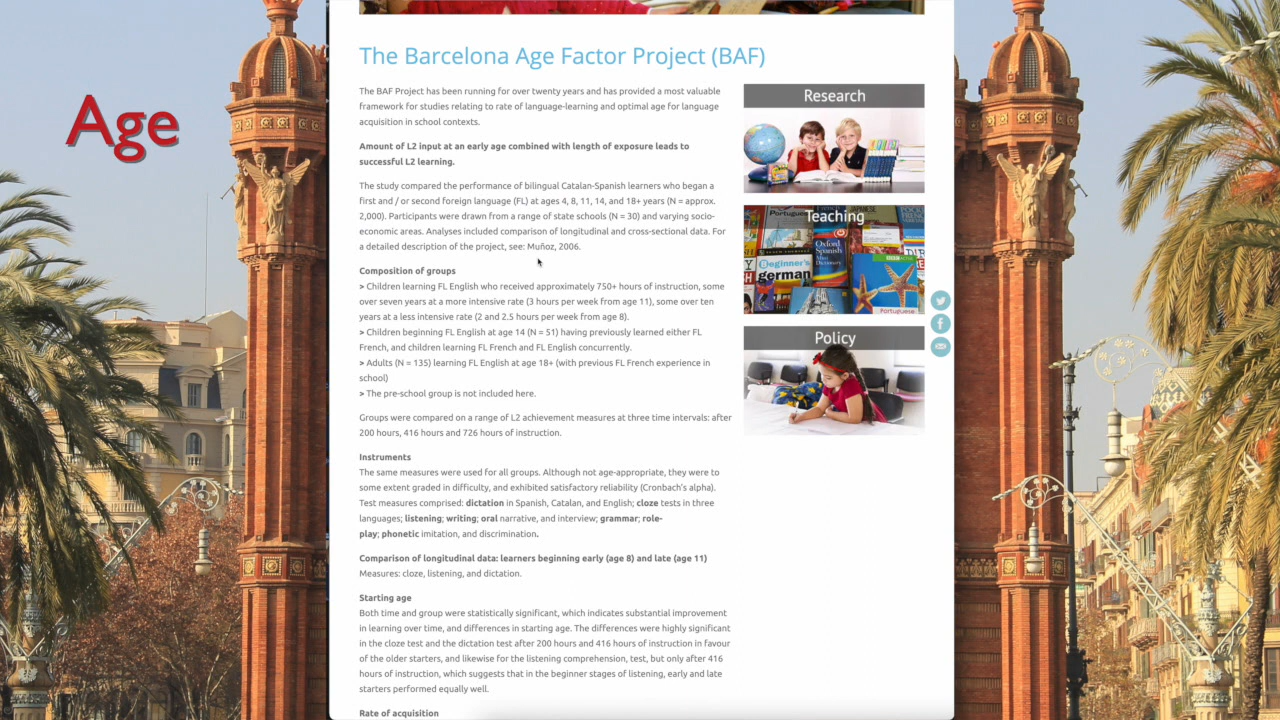 Age
The Barcelona Age Factor Project (BAF)
The BAF Project has been running for over twenty years and has provided a most valuable
framework for studies relating to rate of language-learning and optimal age for language
acquisition in school contexts.
Amount of L2 input at an early age combined with length of exposure leads to
successful L2 learning.
The study compared the performance of bilingual Catalan-Spanish learners who began a
first and / or second foreign language (FL) at ages 4, 8, 11, 14, and 18+ years (N = approx.
2,000). Participants were drawn from a range of state schools (N = 30) and varying socio-
economic areas. Analyses included comparison of longitudinal and cross-sectional data. For
a detailed description of the project, see: Muñoz, 2006.
Composition of groups
> Children learning FL English who received approximately 750+ hours of instruction, some
over seven years at a more intensive rate (3 hours per week from age 11), some over ten
years at a less intensive rate (2 and 2.5 hours per week from age 8).
> Children beginning FL English at age 14 (N = 51) having previously learned either FL
French, and children learning FL French and FL English concurrently.
> Adults (N = 135) learning FL English at age 18+ (with previous FL French experience in
school)
> The pre-school group is not included here.
Groups were compared on a range of L2 achievement measures at three time intervals: after
200 hours, 416 hours and 726 hours of instruction.
Instruments
The same measures were used for all groups. Although not age-appropriate, they were to
some extent graded in difficulty, and exhibited satisfactory reliability (Cronbach's alpha).
Test measures comprised: dictation in Spanish, Catalan, and English; cloze tests in three
languages; listening; writing; oral narrative, and interview; grammar; role-
play; phonetic imitation, and discrimination.
Comparison of longitudinal data: learners beginning early (age 8) and late (age 11)
Measures: cloze, listening, and dictation.
Starting age
Both time and group were statistically significant, which indicates substantial improvement
in learning over time, and differences in starting age. The differences were highly significant
in the cloze test and the dictation test after 200 hours and 416 hours of instruction in favour
of the older starters, and likewise for the listening comprehension, test, but only after 416
hours of instruction, which suggests that in the beginner stages of listening, early and late
starters performed equally well.
Rate of acquisition
Research
Teaching
Oxford
Spanish
Beginner's
german
Portuguese
Policy